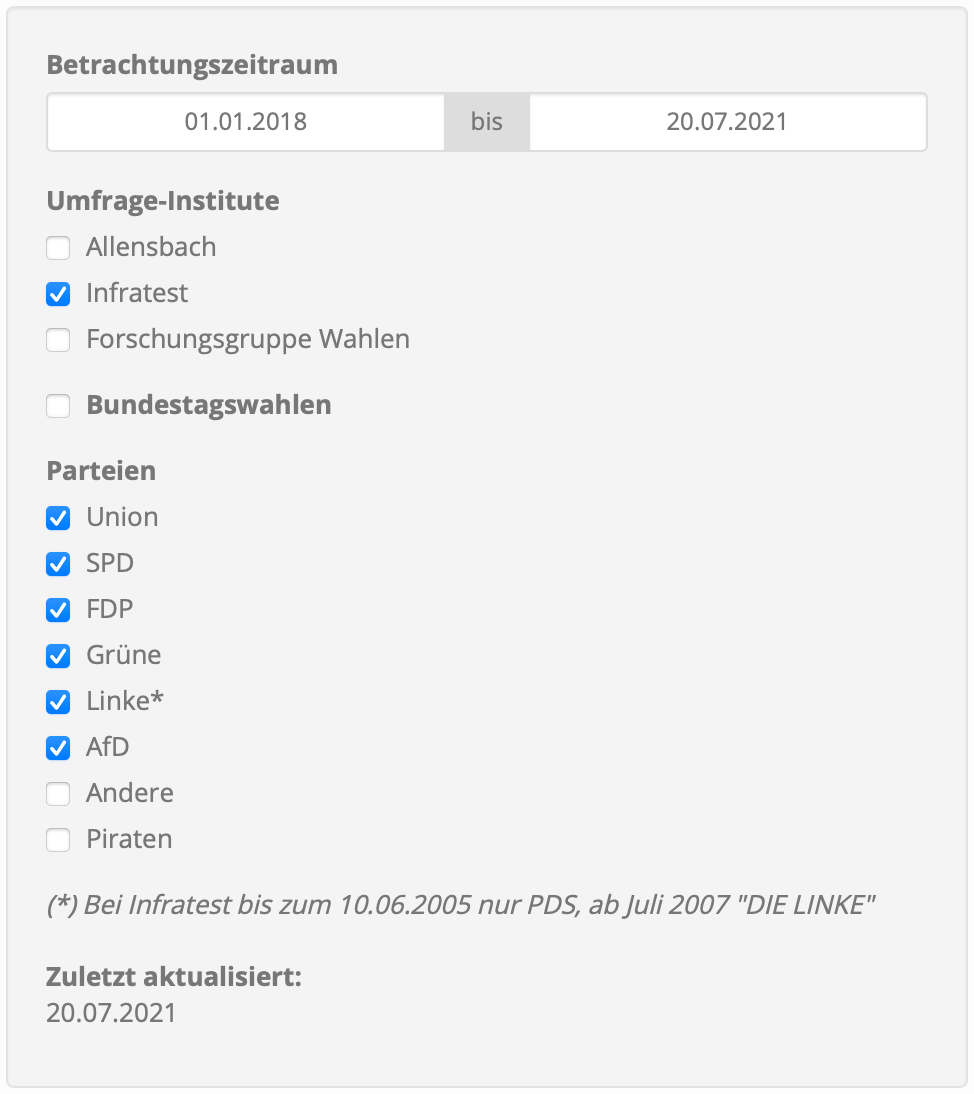 Betrachtungszeitraum
01.01.2018 bis 20.07.2021
Umfrage-Institute
Allensbach
Infratest
Forschungsgruppe Wahlen
Bundestagswahlen
Parteien
Union
SPD
FDP
Grüne
Linke*
AfD
Andere
Piraten
(*) Bei Infratest bis zum 10.06.2005 nur PDS, ab Juli 2007 "DIE LINKE"
Zuletzt aktualisiert:
20.07.2021